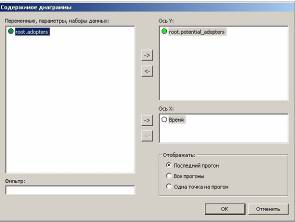 Содержимое диаграммы
Переменные, параметры, наборы данных:
root.adopters
Ось Y:
root.potential_adopters
->
<-
Ось X:
Время
->
<-
Отображать:
Последний прогон
Все прогоны
Одна точка на прогон
Фильтр:
OK
Отменить